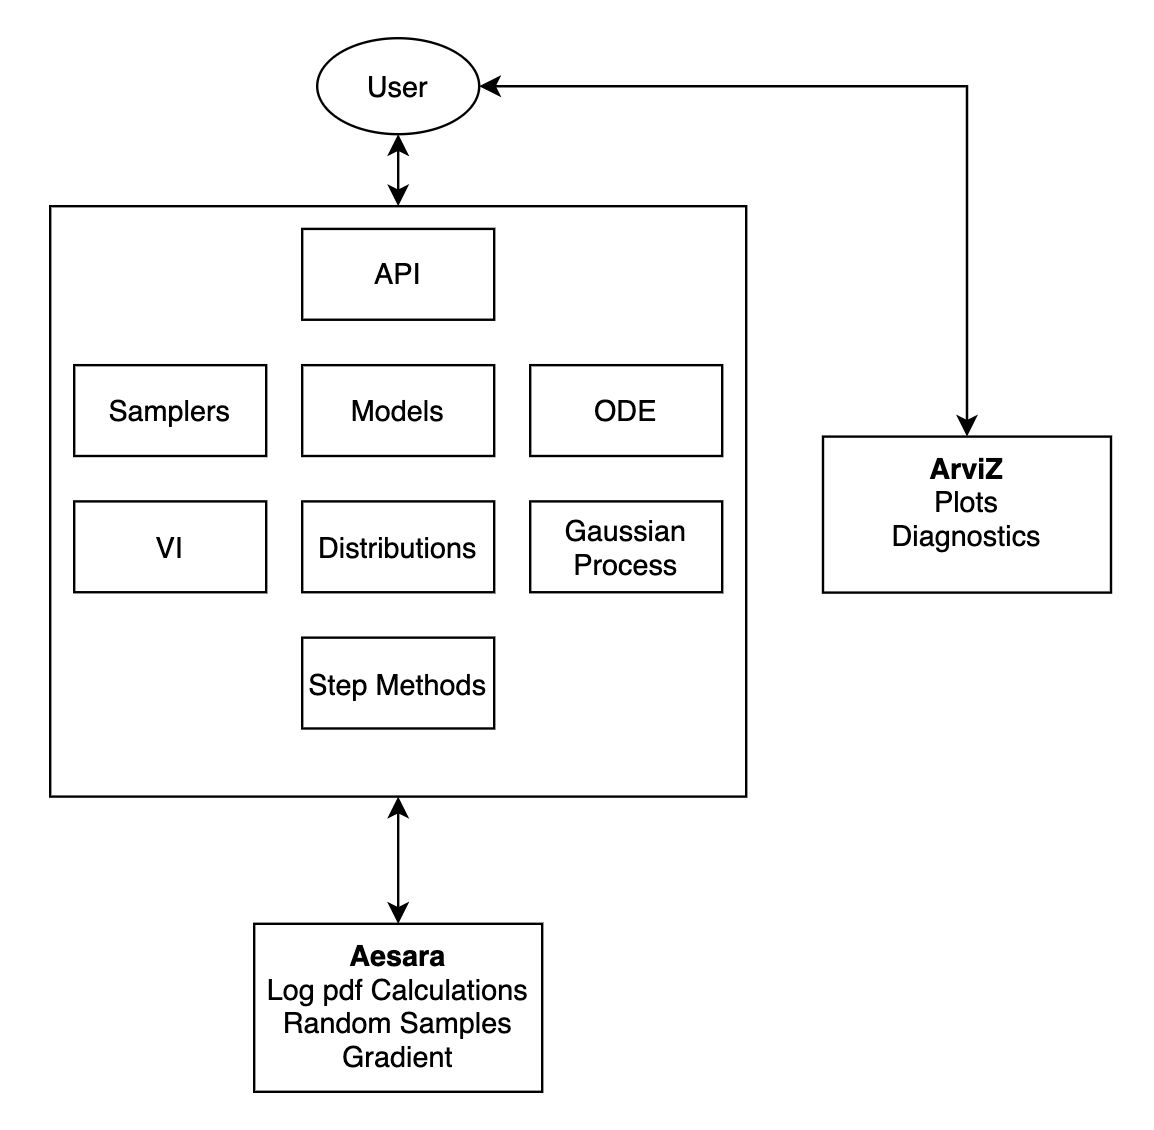 User
API
Samplers
Models
ODE
VI
Distributions
Gaussian
Process
Step Methods
ArviZ
Plots
Diagnostics
Aesara
Log pdf Calculations
Random Samples
Gradient